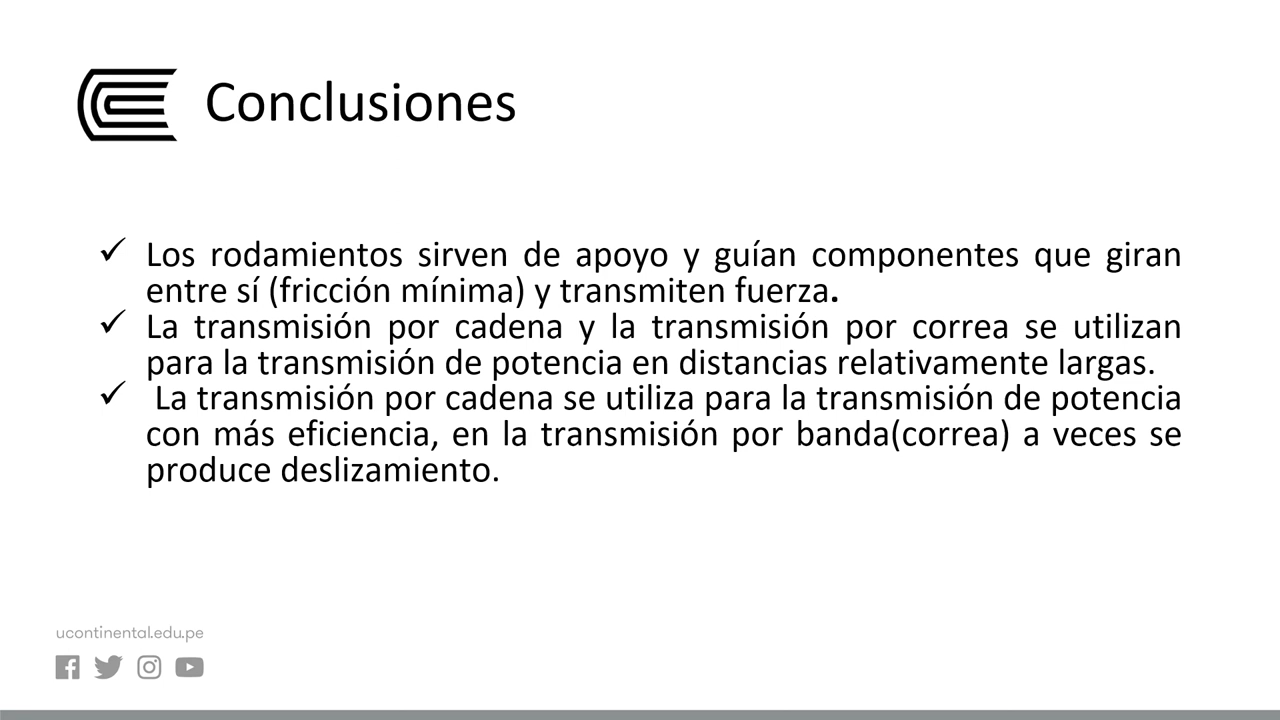 Conclusiones
✓ Los rodamientos sirven de apoyo y guían componentes que giran
entre sí (fricción mínima) y transmiten fuerza.
✓ La transmisión por cadena y la transmisión por correa se utilizan
para la transmisión de potencia en distancias relativamente largas.
✓ La transmisión por cadena se utiliza para la transmisión de potencia
con más eficiencia, en la transmisión por banda(correa) a veces se
produce deslizamiento.
ucontinental.edu.pe